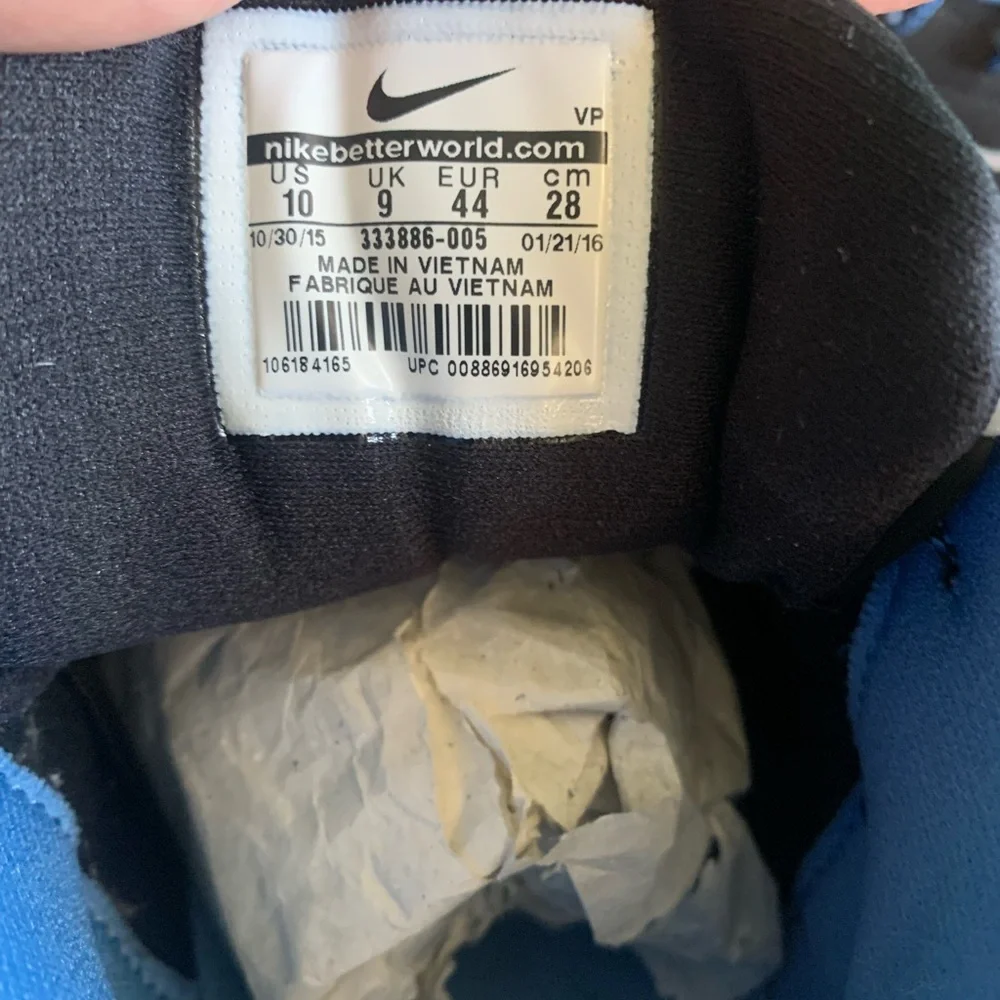 VP
nikebetterworld.com
US UK EUR cm
10 9 44 28
10/30/15 333886-005 01/21/16
MADE IN VIETNAM
FABRIQUE AU VIETNAM
106184165 UPC 00886916954206